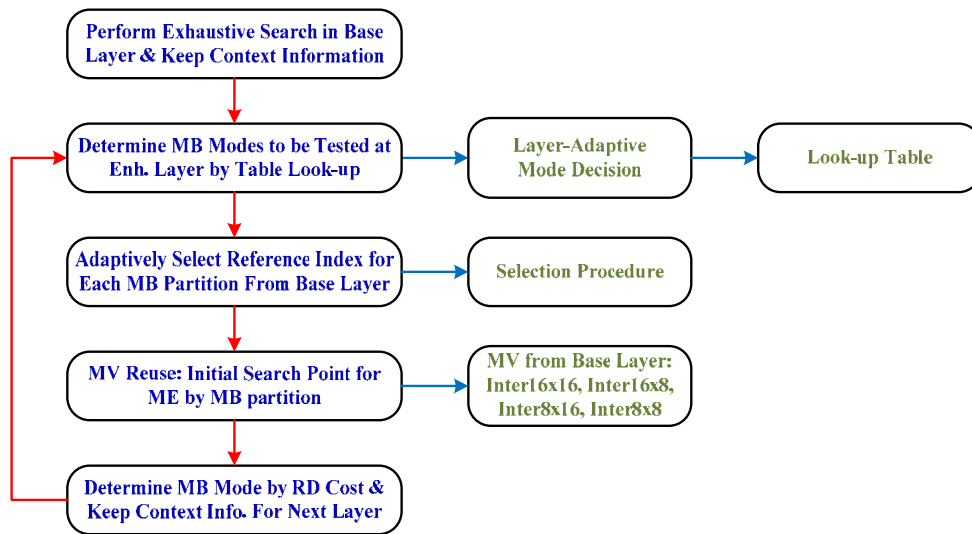 Perform Exhaustive Search in Base
Layer & Keep Context Information
Determine MB Modes to be Tested at
Enh. Layer by Table Look-up
Layer-Adaptive
Mode Decision
Look-up Table
Adaptively Select Reference Index for
Each MB Partition From Base Layer
Selection Procedure
MV Reuse: Initial Search Point for
ME by MB partition
MV from Base Layer:
Inter16x16, Inter16x8,
Inter8x16, Inter8x8
Determine MB Mode by RD Cost &
Keep Context Info. For Next Layer